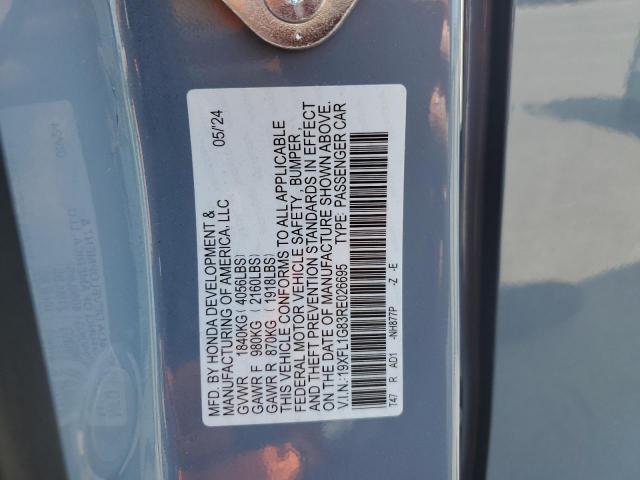 MFD. BY HONDA DEVELOPMENT & 05/'24
MANUFACTURING OF AMERICA, LLC
GVWR 1840KG ( 4056LBS)
GAWR F 980KG ( 2160LBS)
GAWR R 870KG ( 1918LBS)
THIS VEHICLE CONFORMS TO ALL APPLICABLE
FEDERAL MOTOR VEHICLE SAFETY , BUMPER ,
AND THEFT PREVENTION STANDARDS IN EFFECT
ON THE DATE OF MANUFACTURE SHOWN ABOVE.
V.I.N.: 19XFL1G83RE026695 TYPE: PASSENGER CAR
T47 R AD1 -NH877P -Z -E